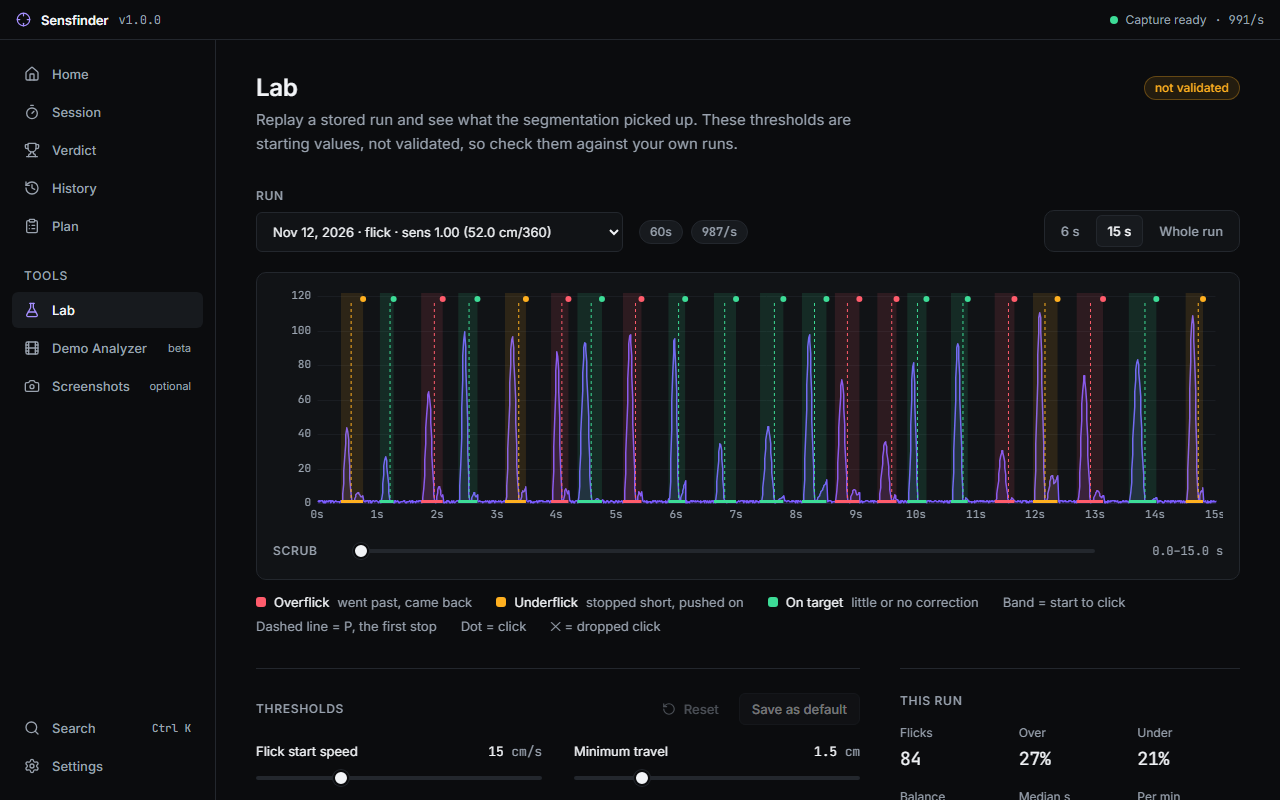 Sensfinder v1.0.0
Capture ready · 991/s
Home
Session
Verdict
History
Plan
TOOLS
Lab
Demo Analyzer beta
Screenshots optional
Search Ctrl K
Settings
Lab
not validated
Replay a stored run and see what the segmentation picked up. These thresholds are
starting values, not validated, so check them against your own runs.
RUN
Nov 12, 2026 · flick · sens 1.00 (52.0 cm/360)
60s
987/s
6 s
15 s
Whole run
120
100
80
60
40
20
0
0s 1s 2s 3s 4s 5s 6s 7s 8s 9s 10s 11s 12s 13s 14s 15s
SCRUB
0.0–15.0 s
Overflick went past, came back
Underflick stopped short, pushed on
On target little or no correction
Band = start to click
Dashed line = P, the first stop
Dot = click
× = dropped click
THRESHOLDS
Reset
Save as default
Flick start speed 15 cm/s
Minimum travel 1.5 cm
THIS RUN
Flicks Over Under
84 27% 21%
Balance Median s Per min